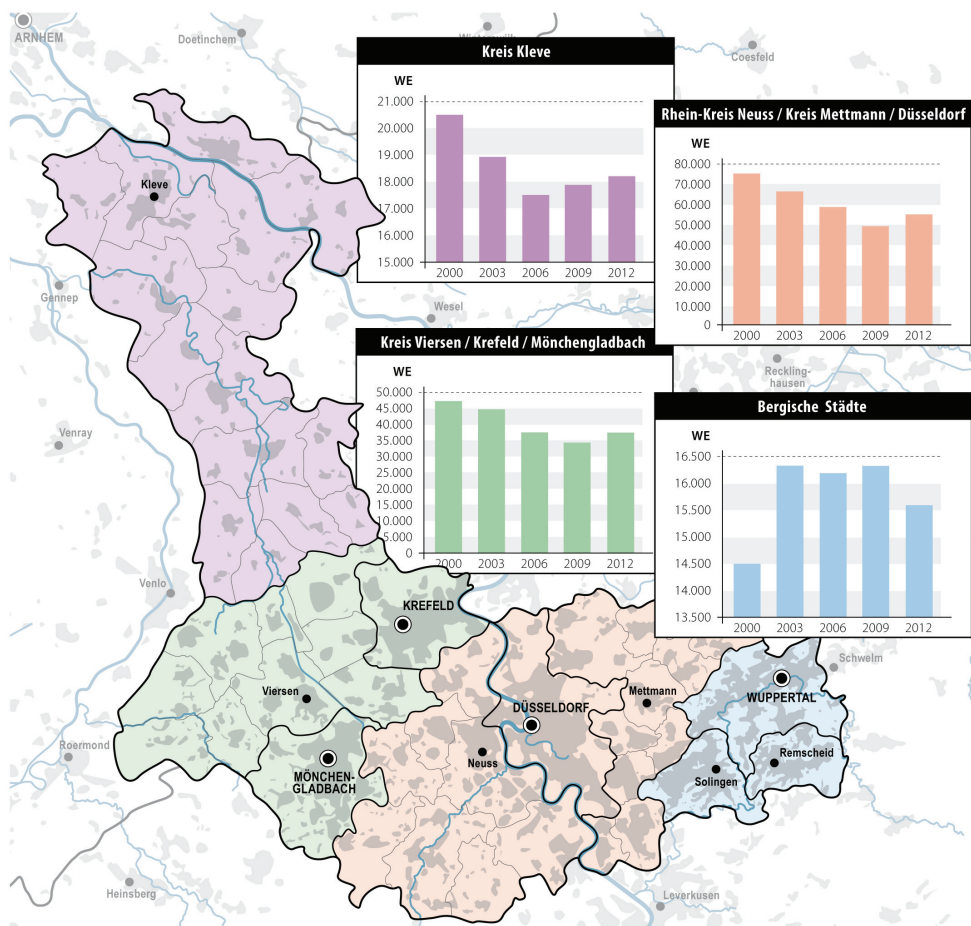 ARNHEM
Doetinchem
Coesfeld
Kreis Kleve
WE
21.000
20.000
19.000
18.000
17.000
16.000
15.000
2000 2003 2006 2009 2012
Rhein-Kreis Neuss / Kreis Mettmann / Düsseldorf
WE
80.000
70.000
60.000
50.000
40.000
30.000
20.000
10.000
0
2000 2003 2006 2009 2012
Kleve
Gennep
Wesel
Kreis Viersen / Krefeld / Mönchengladbach
WE
50.000
45.000
40.000
35.000
30.000
25.000
20.000
15.000
10.000
5.000
0
2000 2003 2006 2009 2012
Reckling-
hausen
Bergische Städte
WE
16.500
16.000
15.500
15.000
14.500
14.000
13.500
2000 2003 2006 2009 2012
Venray
Venlo
KREFELD
Schwelm
Viersen
Mettmann
WUPPERTAL
DÜSSELDORF
Roermond
Neuss
MÖNCHEN-
GLADBACH
Solingen
Remscheid
Heinsberg
Leverkusen